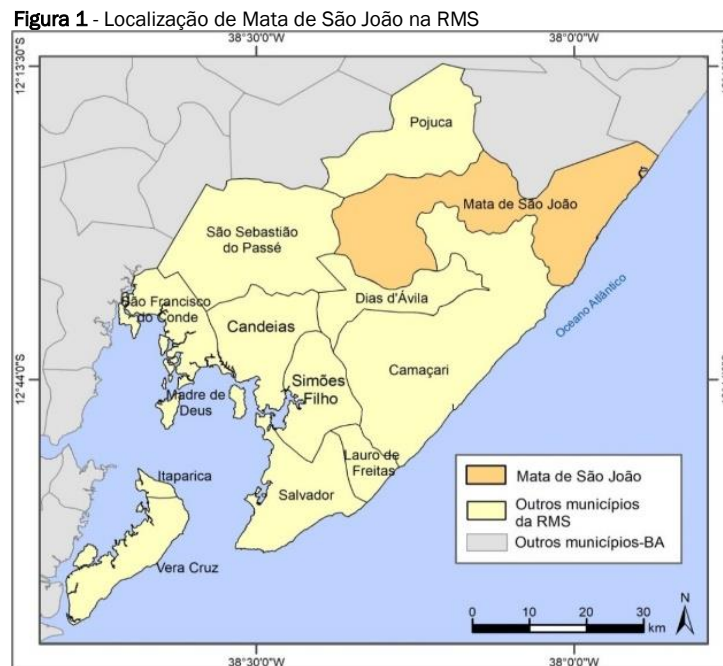 Figura 1 - Localização de Mata de São João na RMS
38°30'0"W
38°0'0"W
12°13'30"S
Pojuca
Mata de São João
São Sebastião
do Passé
São Francisco
do Conde
Dias d'Ávila
Oceano Atlântico
Candeias
Camaçari
12°44'0"S
Simões
Filho
Madre de
Deus
Lauro de
Freitas
Itaparica
Salvador
Vera Cruz
Mata de São João
Outros municípios
da RMS
Outros municípios-BA
N
0 10 20 30
km
38°30'0"W
38°0'0"W